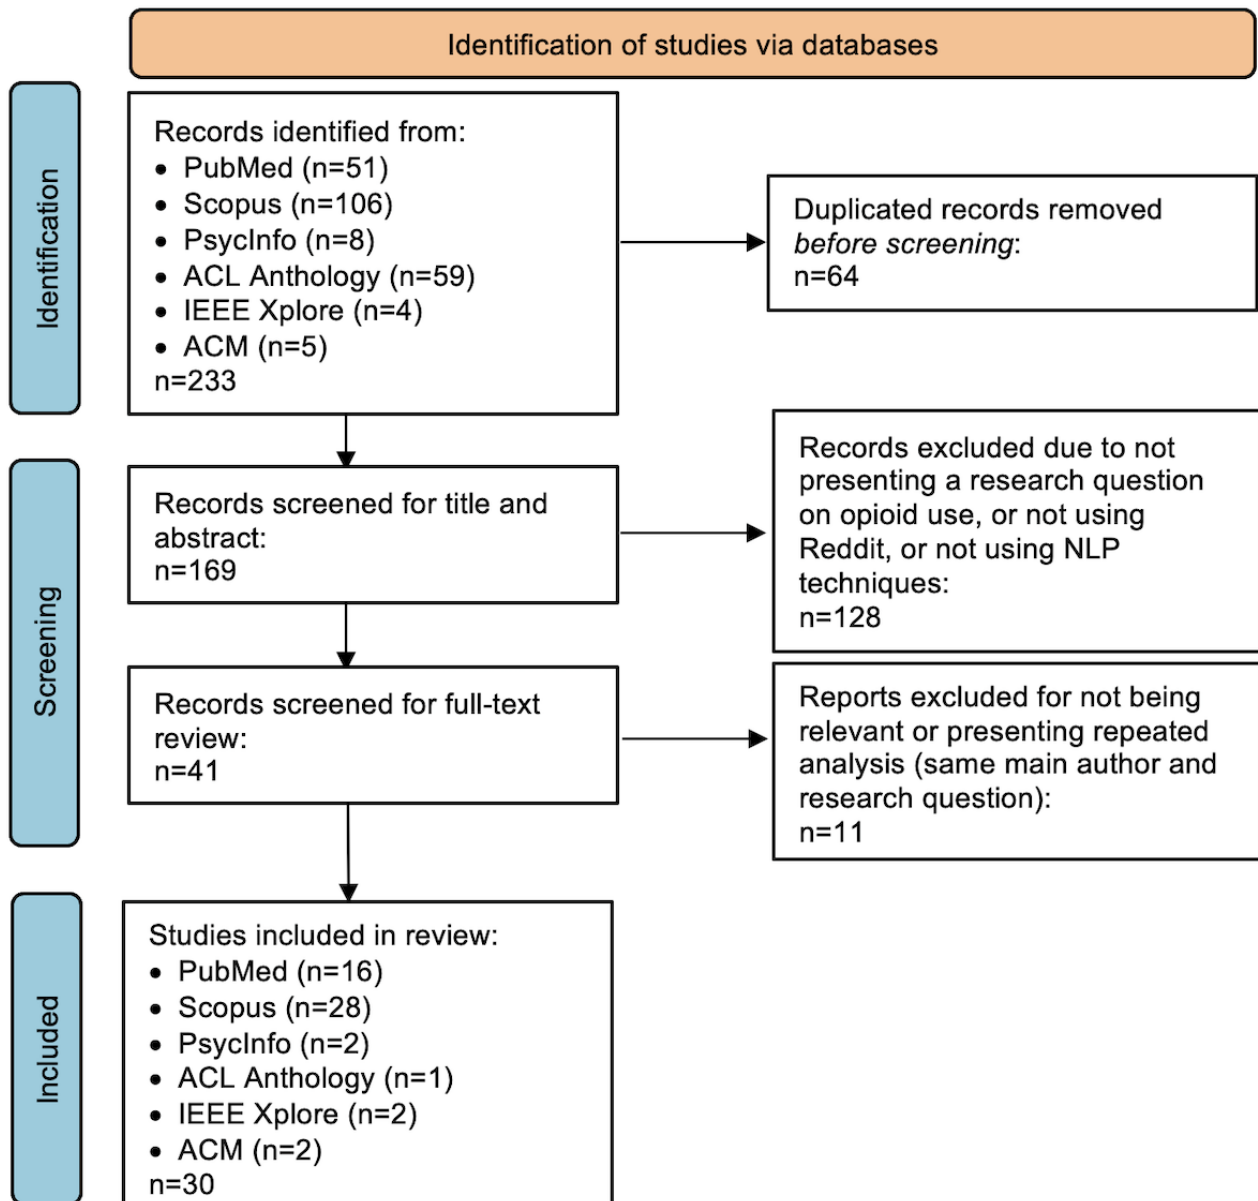 Identification of studies via databases
Identification
Records identified from:
• PubMed (n=51)
• Scopus (n=106)
• PsycInfo (n=8)
• ACL Anthology (n=59)
• IEEE Xplore (n=4)
• ACM (n=5)
n=233
Duplicated records removed
before screening:
n=64
Screening
Records screened for title and
abstract:
n=169
Records excluded due to not
presenting a research question
on opioid use, or not using
Reddit, or not using NLP
techniques:
n=128
Records screened for full-text
review:
n=41
Reports excluded for not being
relevant or presenting repeated
analysis (same main author and
research question):
n=11
Included
Studies included in review:
• PubMed (n=16)
• Scopus (n=28)
• PsycInfo (n=2)
• ACL Anthology (n=1)
• IEEE Xplore (n=2)
• ACM (n=2)
n=30